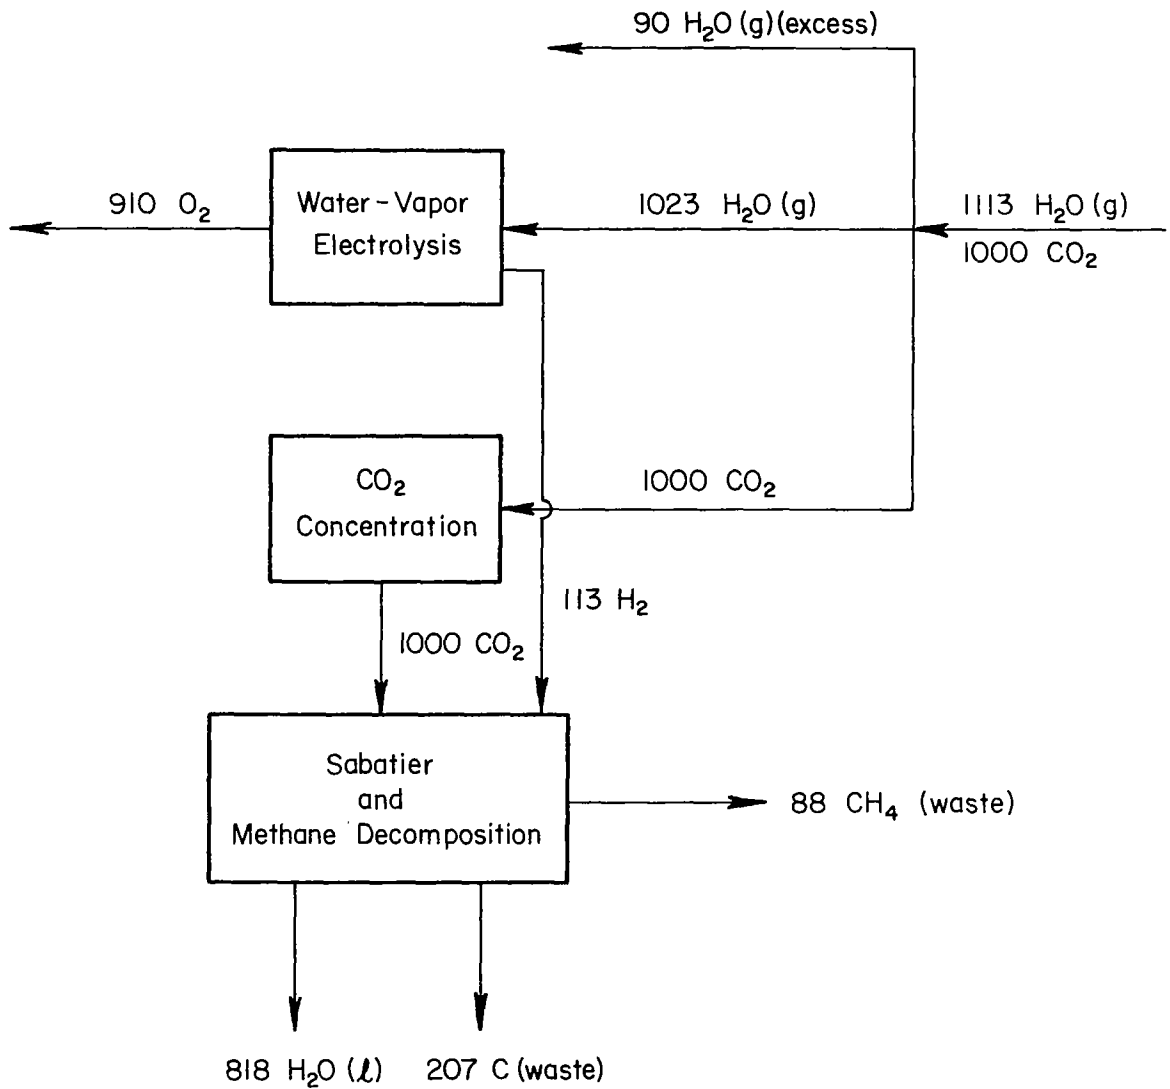 90 H₂O (g) (excess)
910 O₂
Water-Vapor
Electrolysis
1023 H₂O (g)
1113 H₂O (g)
1000 CO₂
CO₂
Concentration
1000 CO₂
113 H₂
1000 CO₂
Sabatier
and
Methane Decomposition
88 CH₄ (waste)
818 H₂O (ℓ)
207 C (waste)